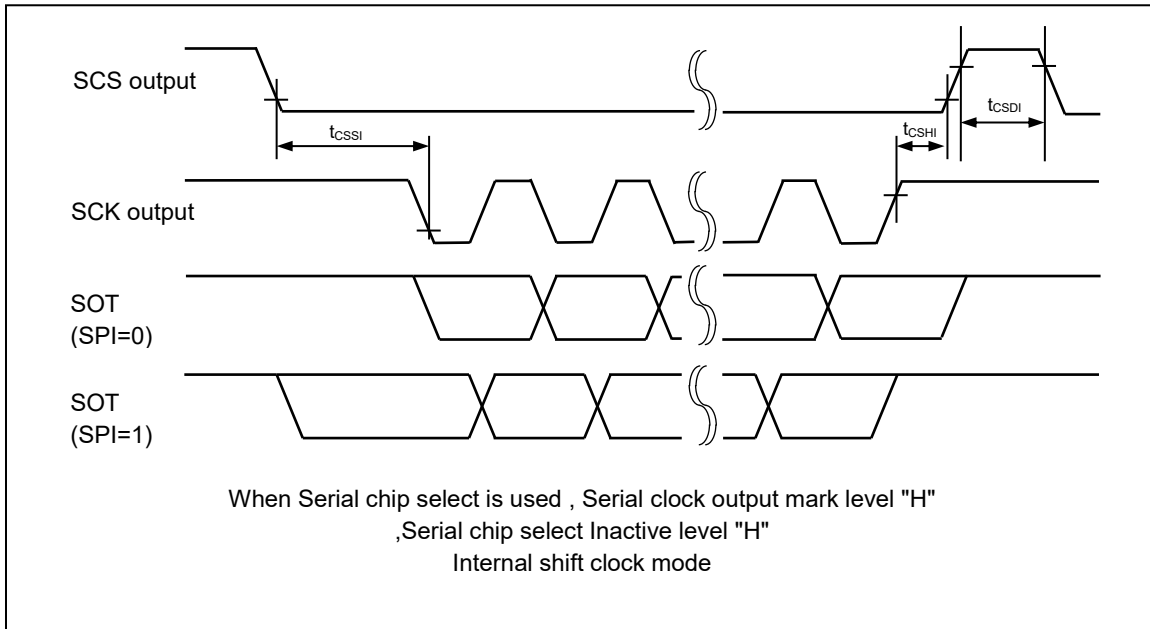 SCS output
tCSSI
tCSHI
tCSDI
SCK output
SOT
(SPI=0)
SOT
(SPI=1)
When Serial chip select is used , Serial clock output mark level "H"
,Serial chip select Inactive level "H"
Internal shift clock mode